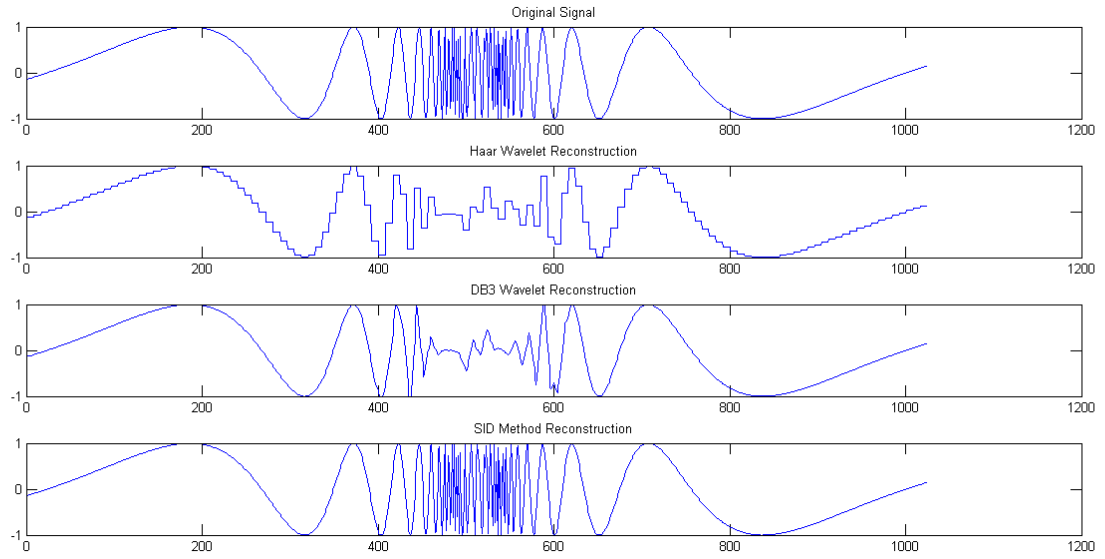 Original Signal
1
0
-1
0 200 400 600 800 1000 1200
Haar Wavelet Reconstruction
1
0
-1
0 200 400 600 800 1000 1200
DB3 Wavelet Reconstruction
1
0
-1
0 200 400 600 800 1000 1200
SID Method Reconstruction
1
0
-1
0 200 400 600 800 1000 1200